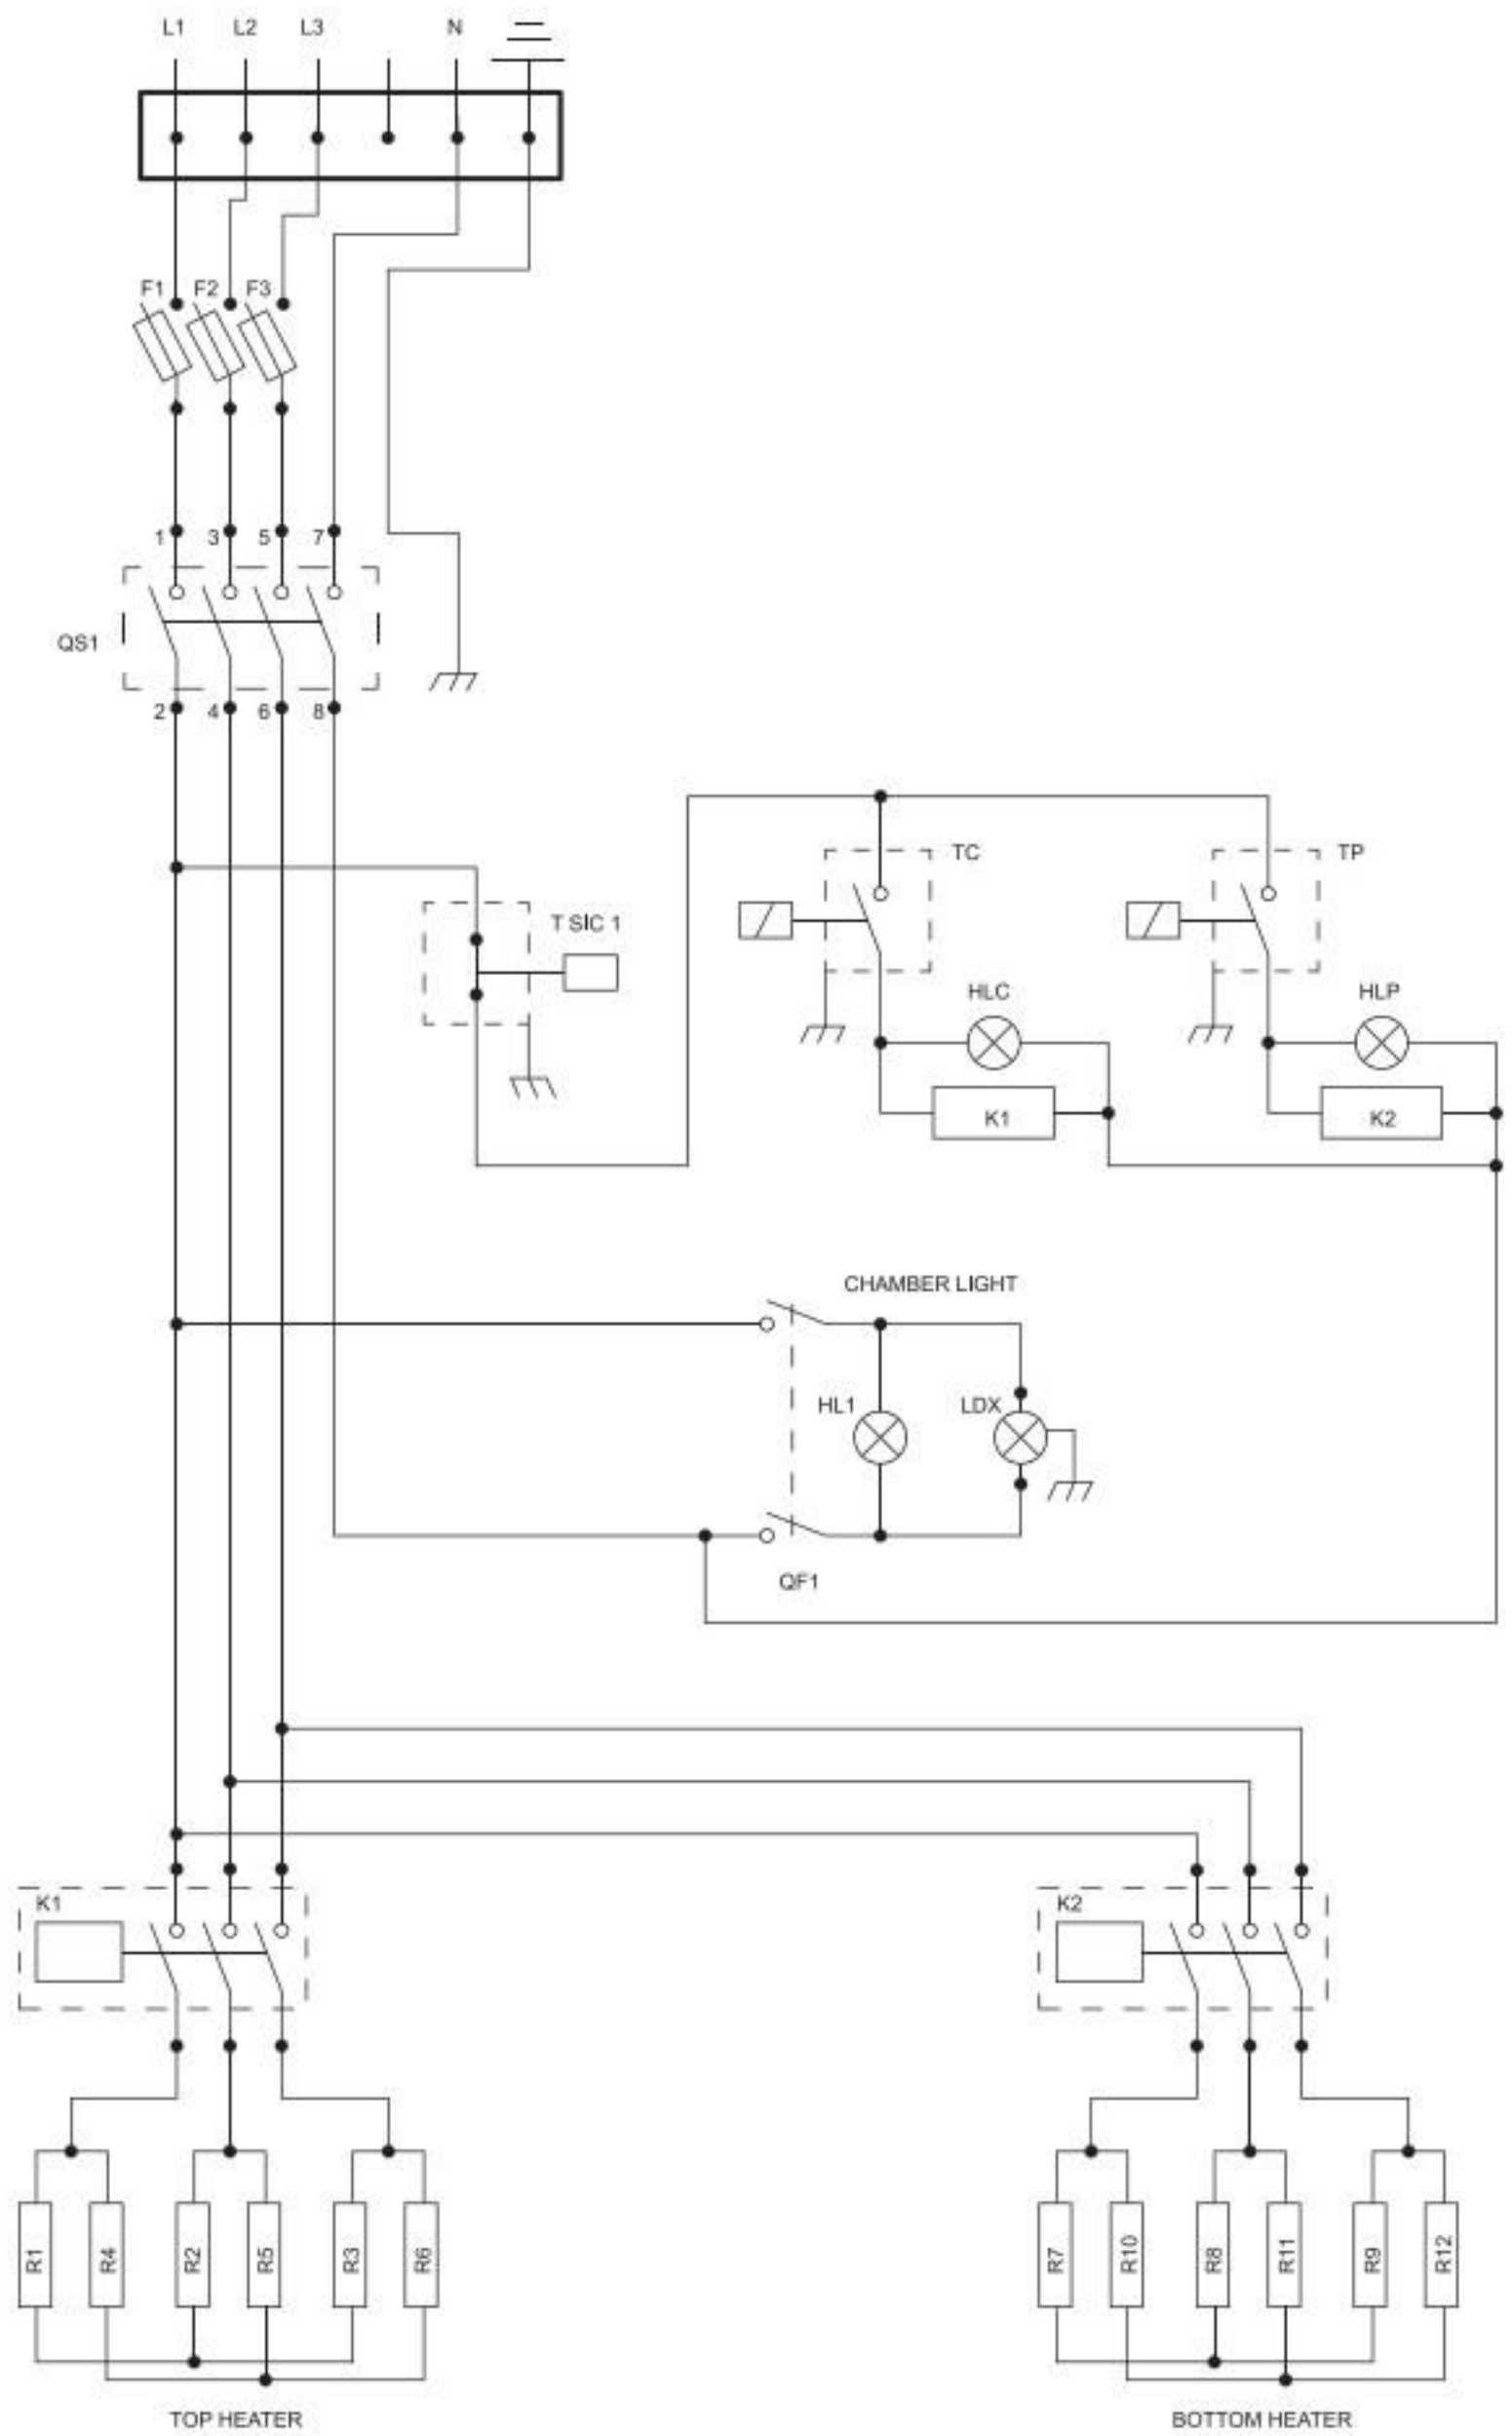 L1 L2 L3 N
F1 F2 F3
1 3 5 7
QS1
2 4 6 8
TC TP
T SIC 1
HLC HLP
K1 K2
CHAMBER LIGHT
HL1 LDX
QF1
K1 K2
R1 R4 R2 R5 R3 R6 R7 R10 R8 R11 R9 R12
TOP HEATER BOTTOM HEATER